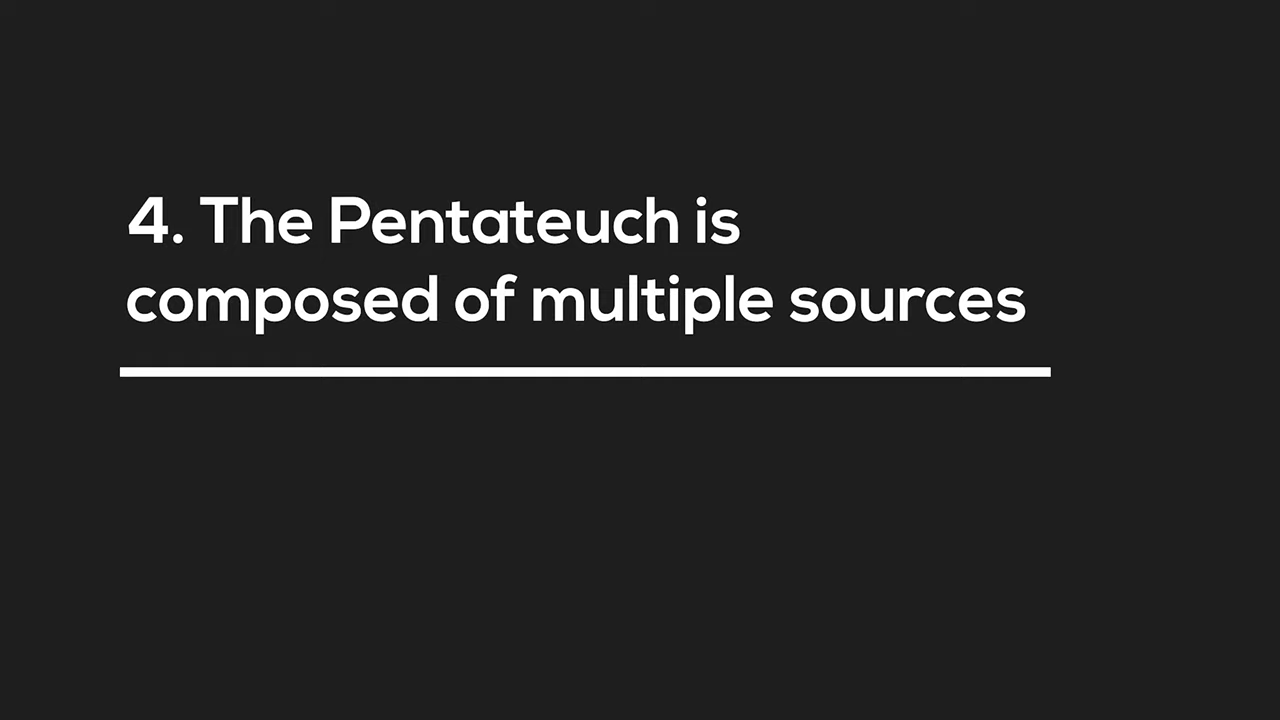 4. The Pentateuch is
composed of multiple sources